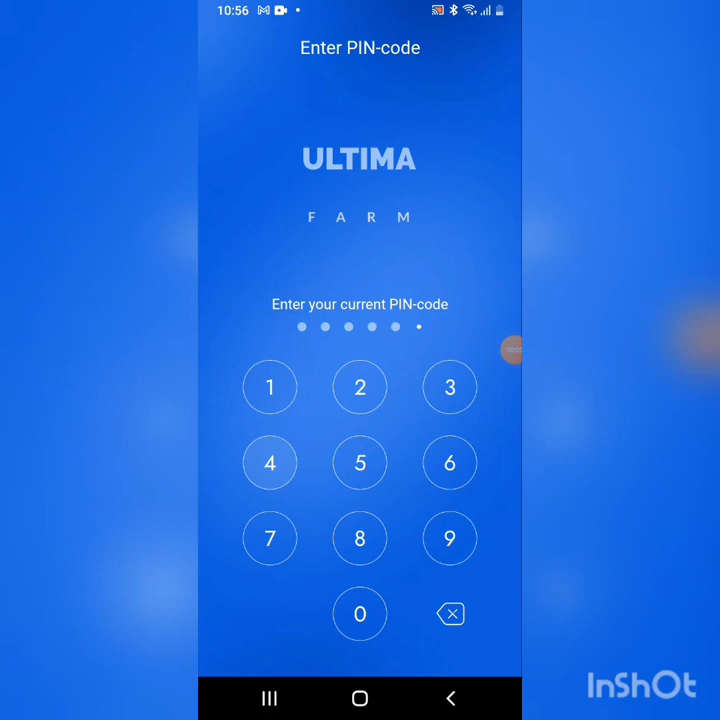 10:56
Enter PIN-code
ULTIMA
FARM
Enter your current PIN-code
1 2 3
4 5 6
7 8 9
0
InShOt